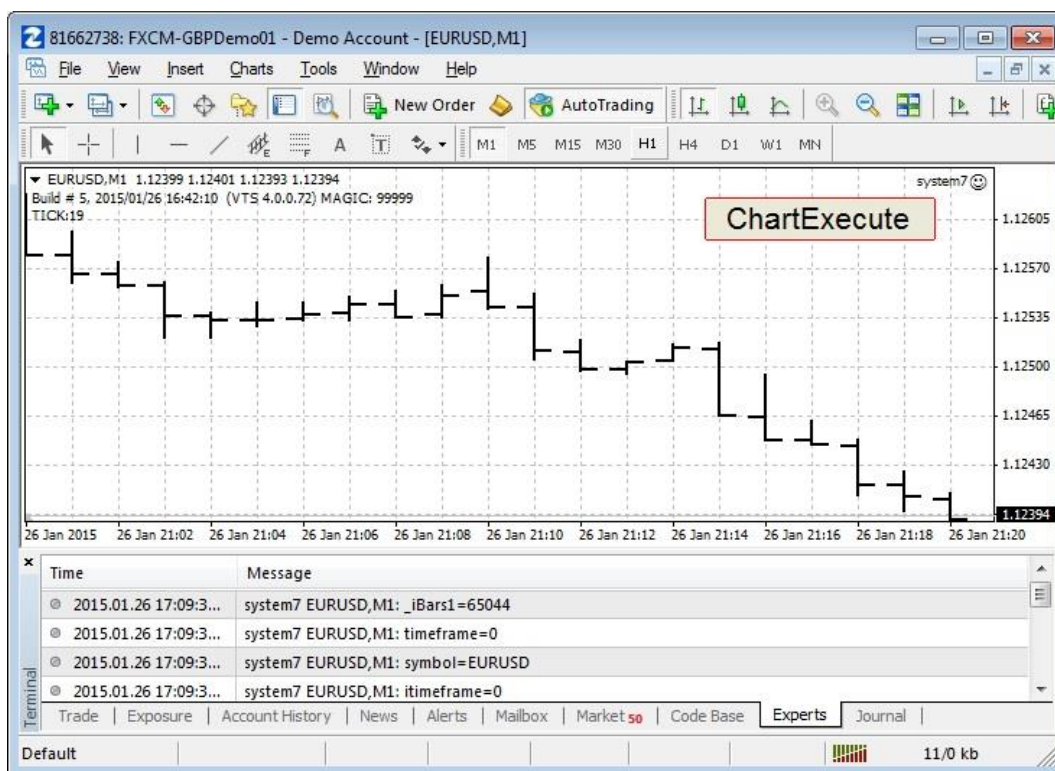 81662738: FXCM-GBPDemo01 - Demo Account - [EURUSD,M1]
File View Insert Charts Tools Window Help
New Order AutoTrading
E F A T M1 M5 M15 M30 H1 H4 D1 W1 MN
EURUSD,M1 1.12399 1.12401 1.12393 1.12394
system7
Build # 5, 2015/01/26 16:42:10 (VTS 4.0.0.72) MAGIC: 99999
TICK:19
ChartExecute
1.12605
1.12570
1.12535
1.12500
1.12465
1.12430
1.12394
26 Jan 2015 26 Jan 21:02 26 Jan 21:04 26 Jan 21:06 26 Jan 21:08 26 Jan 21:10 26 Jan 21:12 26 Jan 21:14 26 Jan 21:16 26 Jan 21:18 26 Jan 21:20
Time Message
2015.01.26 17:09:3... system7 EURUSD,M1: _iBars1=65044
2015.01.26 17:09:3... system7 EURUSD,M1: timeframe=0
2015.01.26 17:09:3... system7 EURUSD,M1: symbol=EURUSD
2015.01.26 17:09:3... system7 EURUSD,M1: itimeframe=0
Terminal
Trade | Exposure | Account History | News | Alerts | Mailbox | Market 50 | Code Base | Experts | Journal |
Default 11/0 kb